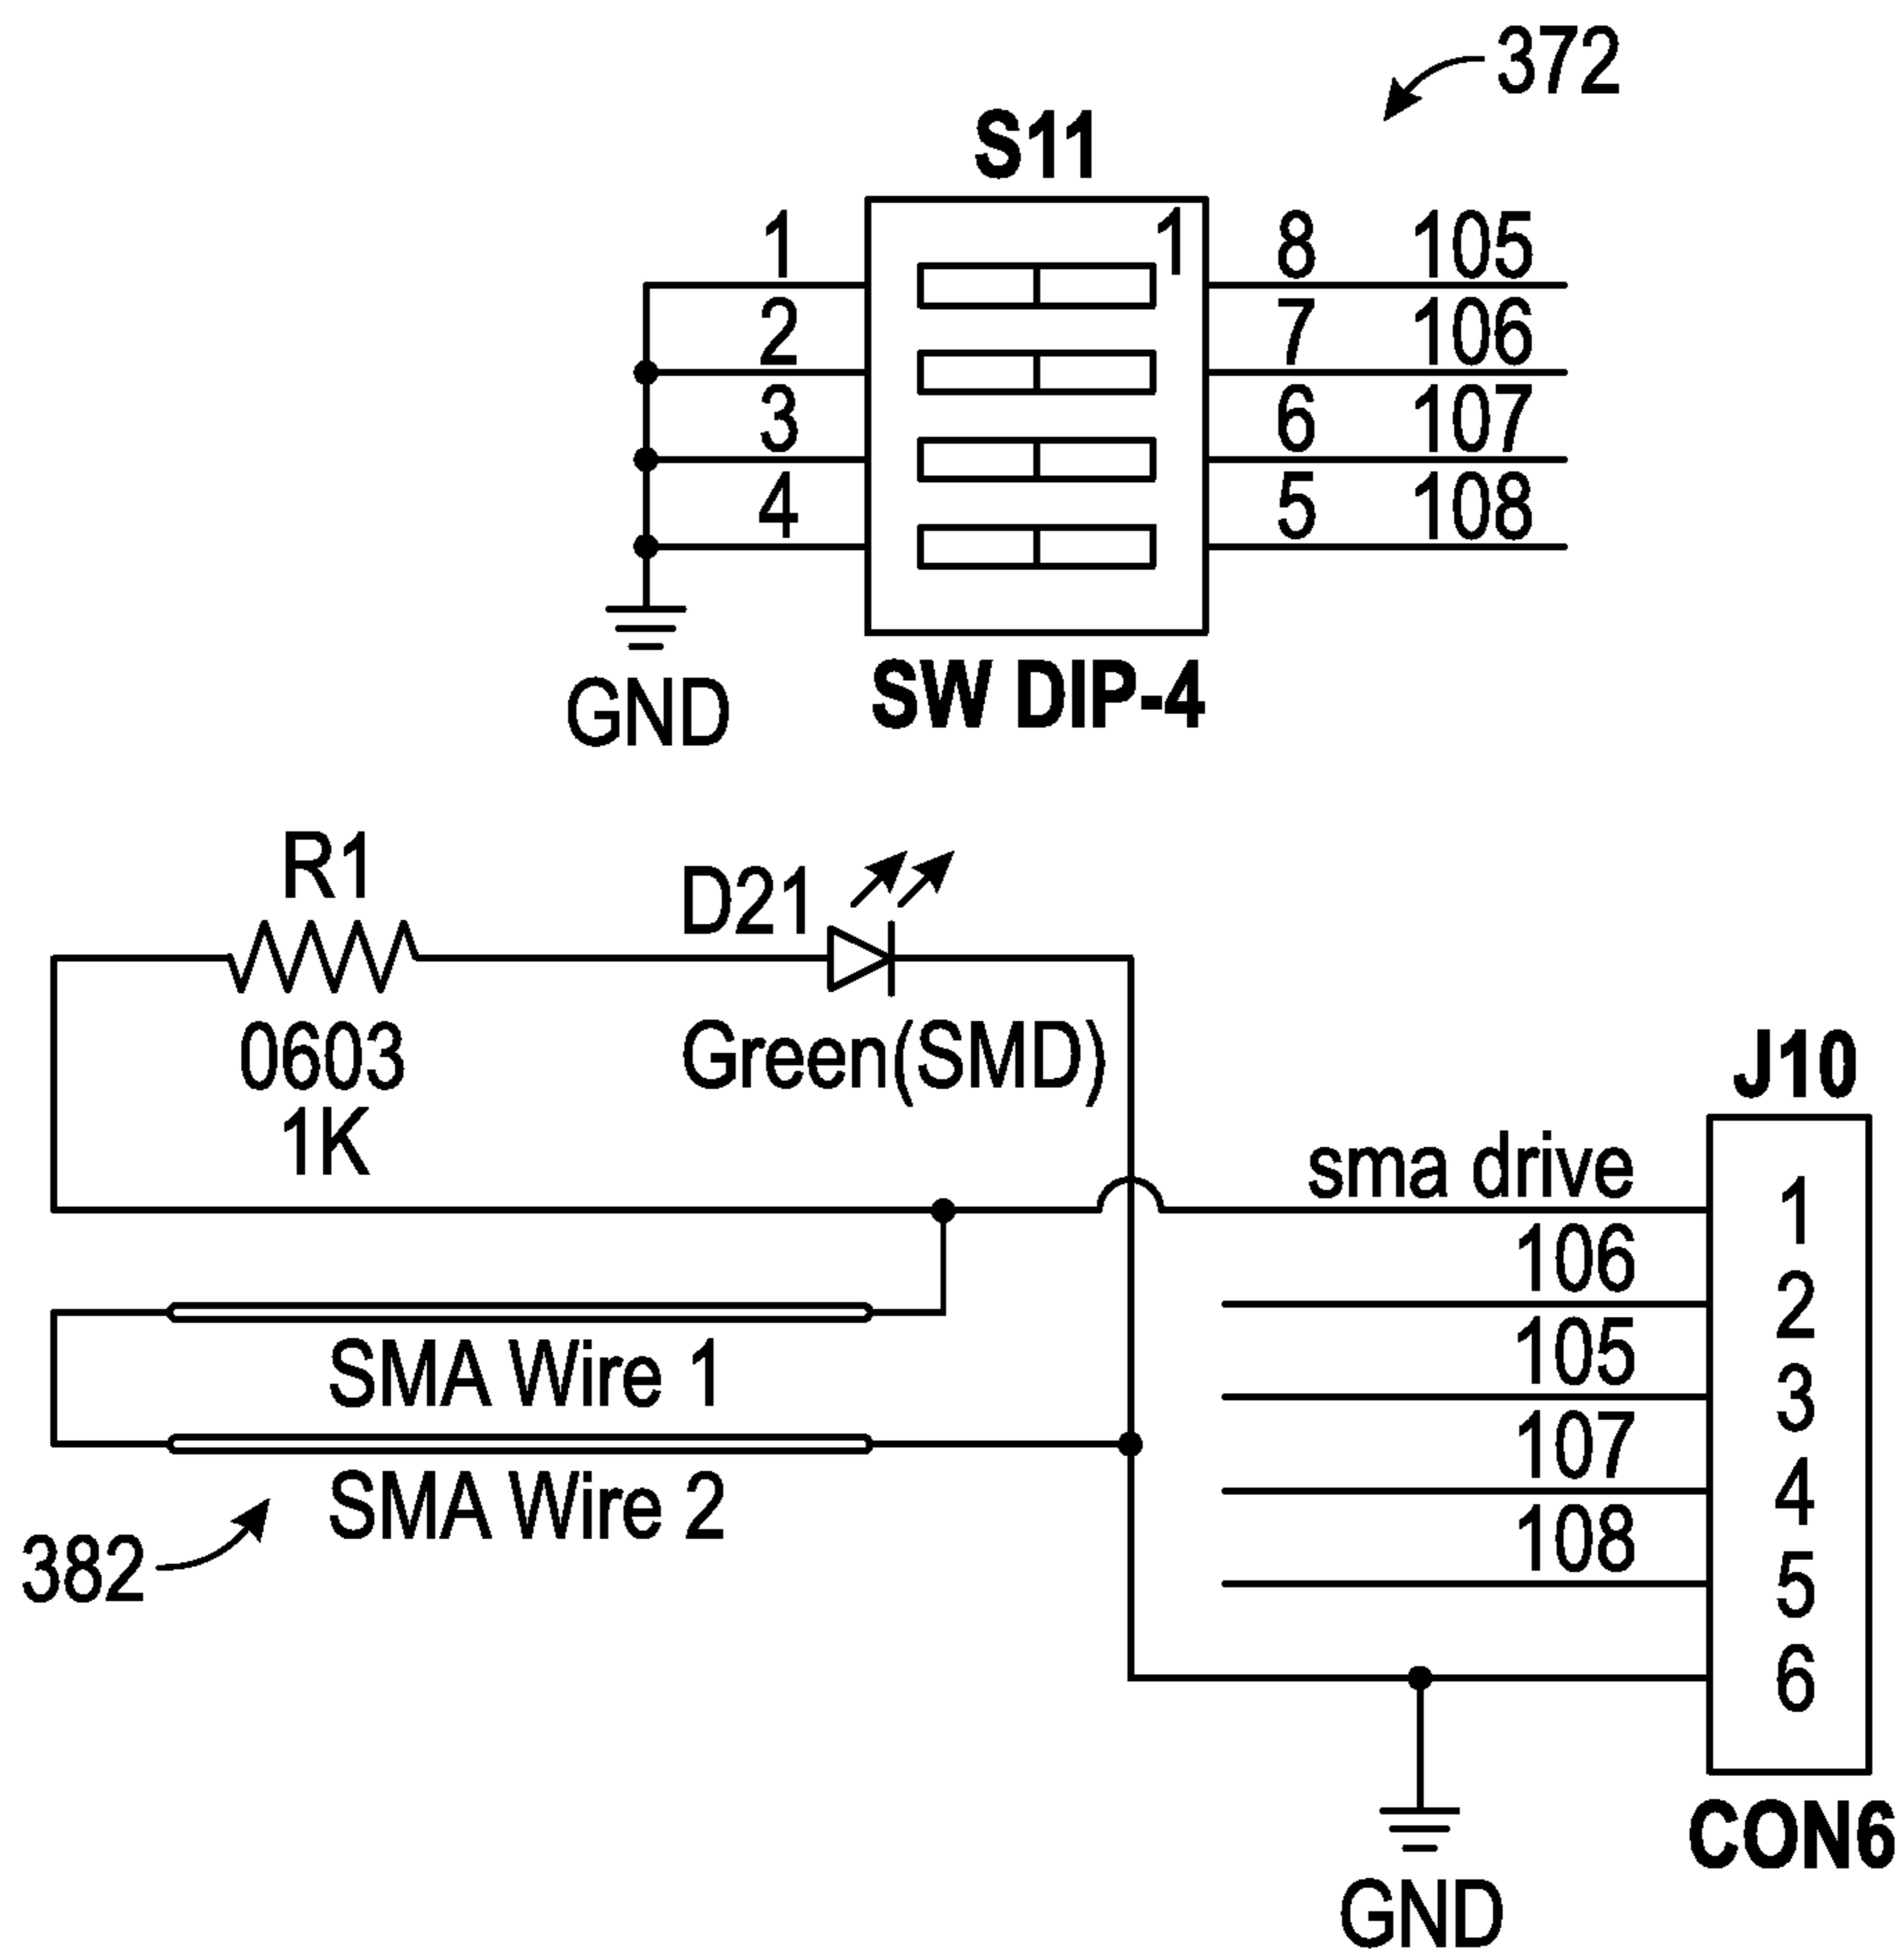 372
S11
1 1 8 105
2 7 106
3 6 107
4 5 108
GND
SW DIP-4
R1
D21
0603
1K
Green(SMD)
J10
sma drive 1
106 2
105 3
107 4
108 5
6
SMA Wire 1
SMA Wire 2
382
CON6
GND